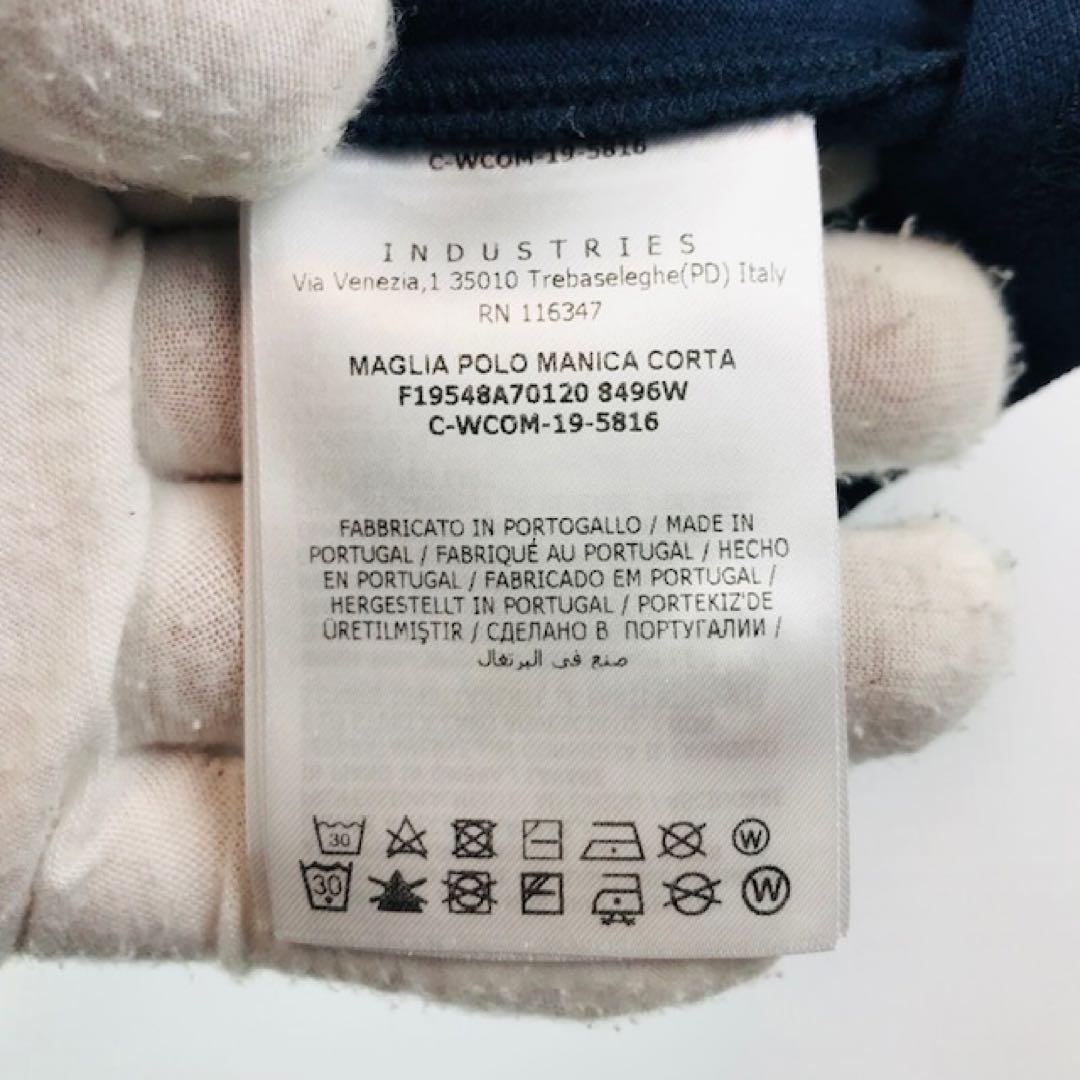 C-WCOM-19-5816
INDUSTRIES
Via Venezia,1 35010 Trebaseleghe(PD) Italy
RN 116347
MAGLIA POLO MANICA CORTA
F19548A70120 8496W
C-WCOM-19-5816
FABBRICATO IN PORTOGALLO / MADE IN
PORTUGAL / FABRIQUÉ AU PORTUGAL / HECHO
EN PORTUGAL / FABRICADO EM PORTUGAL /
HERGESTELLT IN PORTUGAL / PORTEKIZ'DE
ÜRETILMIŞTIR / СДЕЛАНО В ПОРТУГАЛИИ /
صنع في البرتغال
30 W
30 W